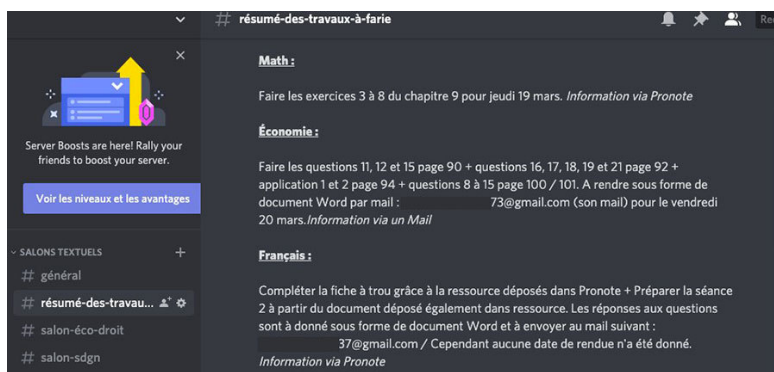 résumé-des-travaux-à-farie
Server Boosts are here! Rally your
friends to boost your server.
Voir les niveaux et les avantages
SALONS TEXTUELS
général
résumé-des-travau...
salon-éco-droit
salon-sdgn
Math :
Faire les exercices 3 à 8 du chapitre 9 pour jeudi 19 mars. Information via Pronote
Économie :
Faire les questions 11, 12 et 15 page 90 + questions 16, 17, 18, 19 et 21 page 92 +
application 1 et 2 page 94 + questions 8 à 15 page 100 / 101. A rendre sous forme de
document Word par mail : 73@gmail.com (son mail) pour le vendredi
20 mars.Information via un Mail
Français :
Compléter la fiche à trou grâce à la ressource déposés dans Pronote + Préparer la séance
2 à partir du document déposé également dans ressource. Les réponses aux questions
sont à donné sous forme de document Word et à envoyer au mail suivant :
37@gmail.com / Cependant aucune date de rendue n'a été donné.
Information via Pronote